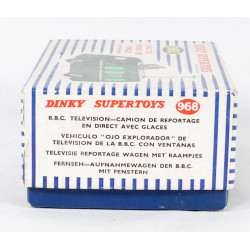 DINKY SUPERTOYS 968
B.B.C. TELEVISION—CAMION DE REPORTAGE
EN DIRECT AVEC GLACES
VEHICULO "OJO EXPLORADOR" DE
TELEVISION DE LA B.B.C. CON VENTANAS
TELEVISIE REPORTAGE WAGEN MET RAAMPJES
FERNSEH-AUFNAHMEWAGEN DER B.B.C.
MIT FENSTERN